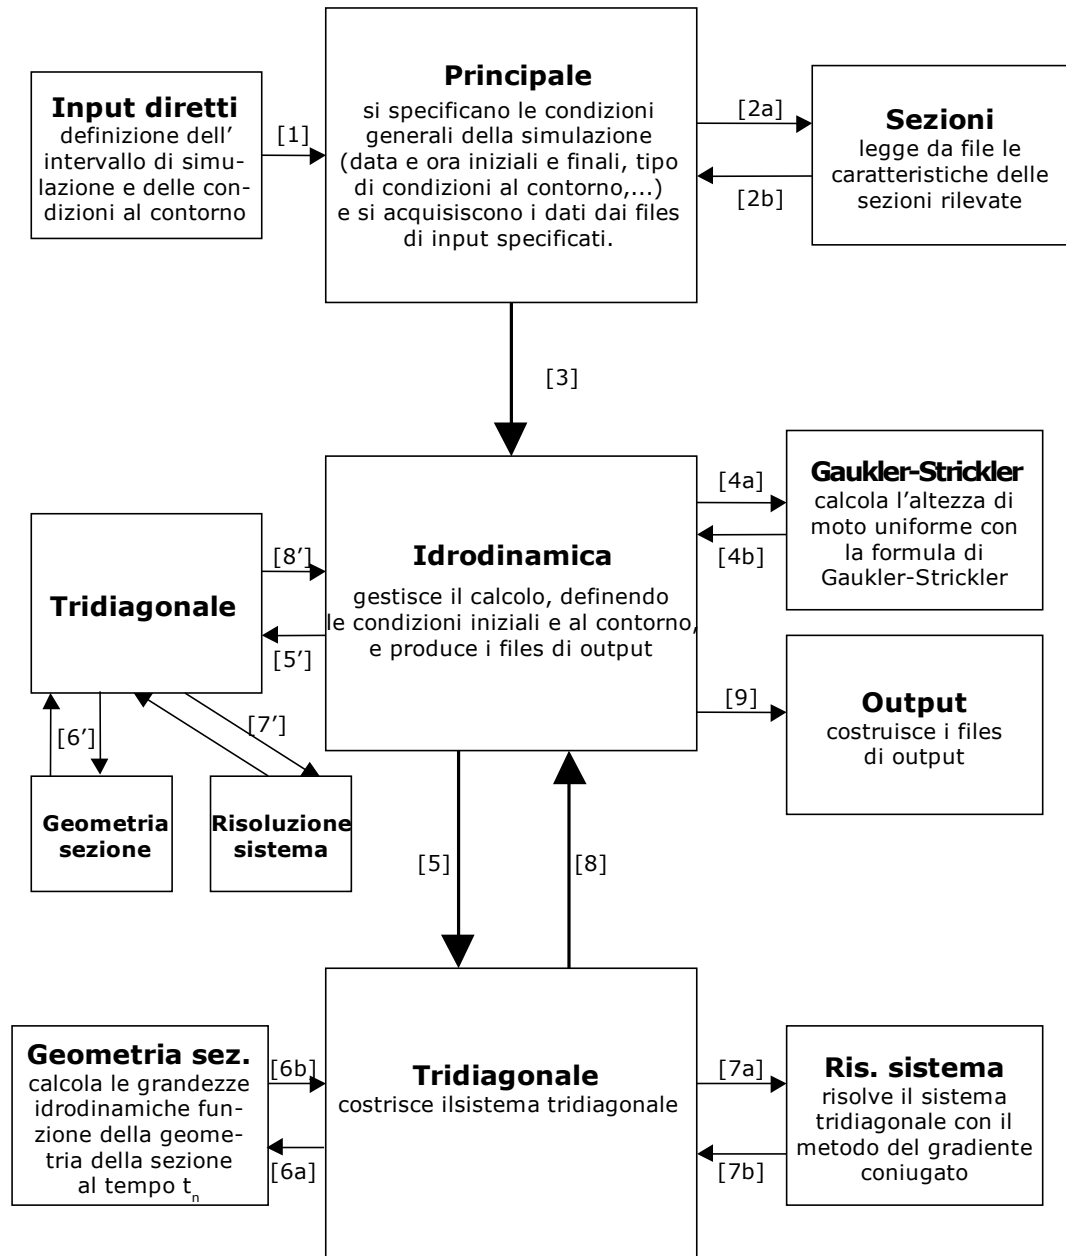 Input diretti
definizione dell'
intervallo di simu-
lazione e delle con-
dizioni al contorno
[1]
Principale
si specificano le condizioni
generali della simulazione
(data e ora iniziali e finali, tipo
di condizioni al contorno,...)
e si acquisiscono i dati dai files
di input specificati.
[2a]
[2b]
Sezioni
legge da file le
caratteristiche delle
sezioni rilevate
[3]
Tridiagonale
[8']
[5']
Idrodinamica
gestisce il calcolo, definendo
le condizioni iniziali e al contorno,
e produce i files di output
[4a]
[4b]
Gaukler-Strickler
calcola l'altezza di
moto uniforme con
la formula di
Gaukler-Strickler
[9]
Output
costruisce i files
di output
[6']
[7']
Geometria
sezione
Risoluzione
sistema
[5]
[8]
Geometria sez.
calcola le grandezze
idrodinamiche fun-
zione della geome-
tria della sezione
al tempo tn
[6b]
[6a]
Tridiagonale
costrisce ilsistema tridiagonale
[7a]
[7b]
Ris. sistema
risolve il sistema
tridiagonale con il
metodo del gradiente
coniugato